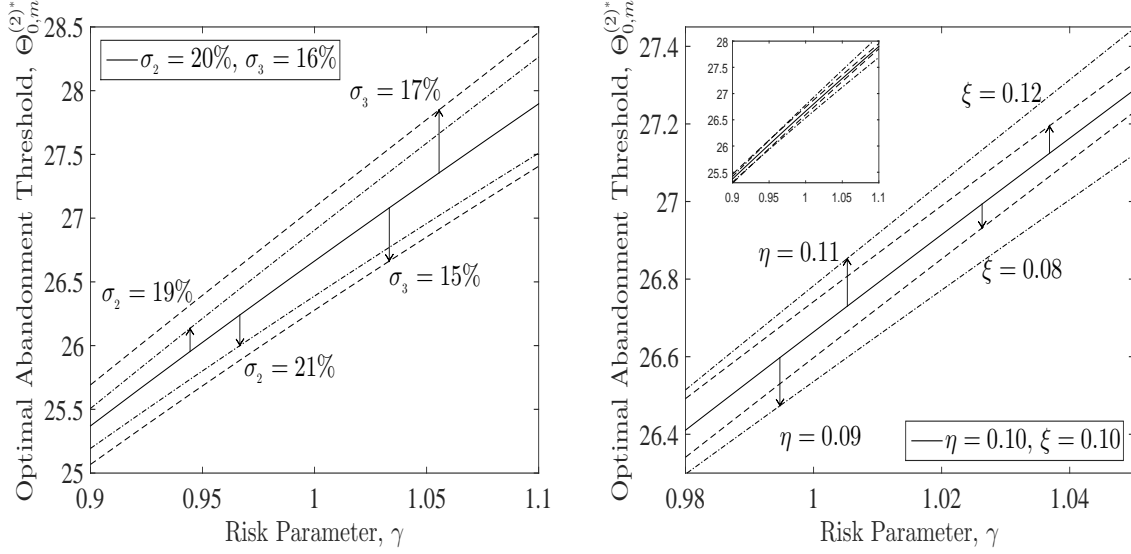 Optimal Abandonment Threshold, Θ_{0,m}^{(2)*}
28.5
28
27.5
27
26.5
26
25.5
25
σ₂ = 20%, σ₃ = 16%
σ₃ = 17%
σ₂ = 19%
σ₃ = 15%
σ₂ = 21%
0.9
0.95
1
1.05
1.1
Risk Parameter, γ
Optimal Abandonment Threshold, Θ_{0,m}^{(2)*}
27.4
27.2
27
26.8
26.6
26.4
28
27.5
27
26.5
26
25.5
0.9
0.95
1
1.05
1.1
ξ = 0.12
η = 0.11
ξ = 0.08
η = 0.09
η = 0.10, ξ = 0.10
0.98
1
1.02
1.04
Risk Parameter, γ